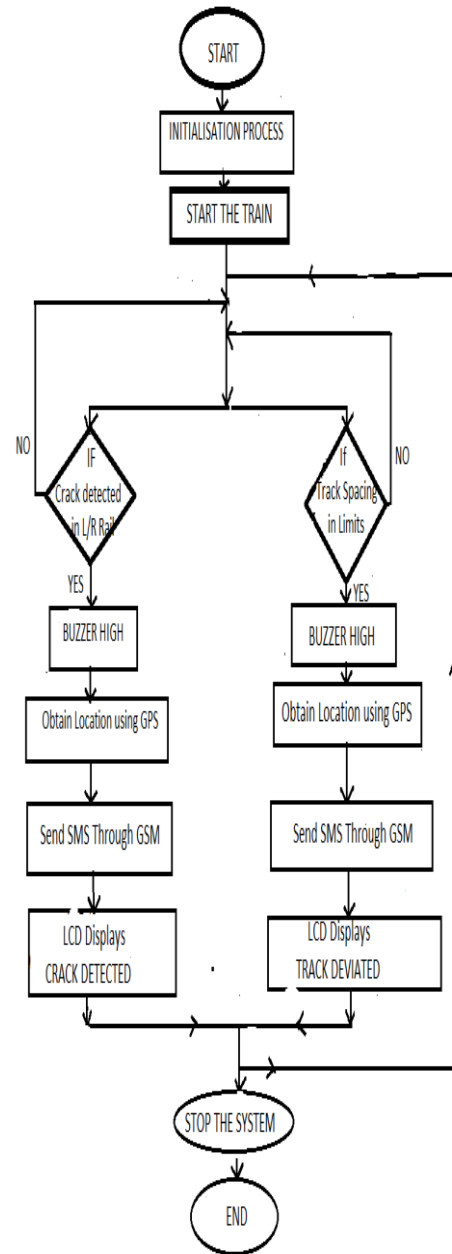 START
INITIALISATION PROCESS
START THE TRAIN
NO
IF
Crack detected
in L/R Rail
YES
BUZZER HIGH
Obtain Location using GPS
Send SMS Through GSM
LCD Displays
CRACK DETECTED
If
Track Spacing
in Limits
NO
YES
BUZZER HIGH
Obtain Location using GPS
Send SMS Through GSM
LCD Displays
TRACK DEVIATED
STOP THE SYSTEM
END